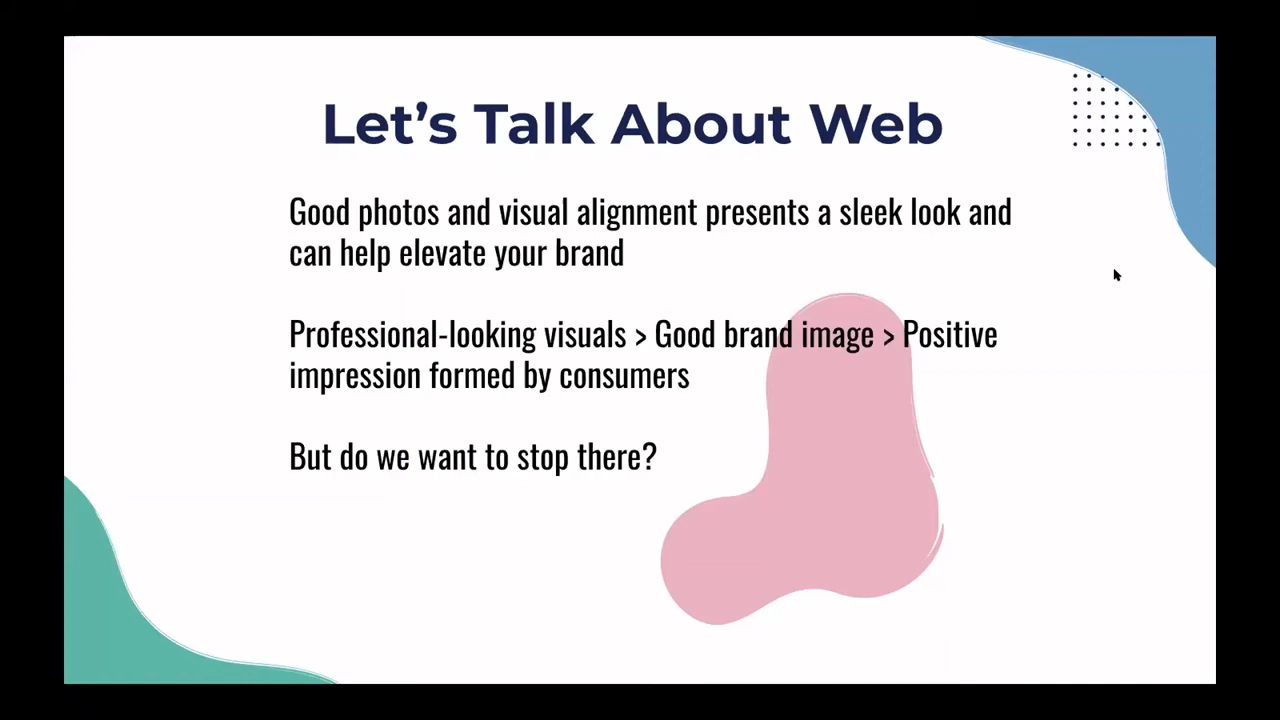 Let’s Talk About Web
Good photos and visual alignment presents a sleek look and
can help elevate your brand
Professional-looking visuals > Good brand image > Positive
impression formed by consumers
But do we want to stop there?